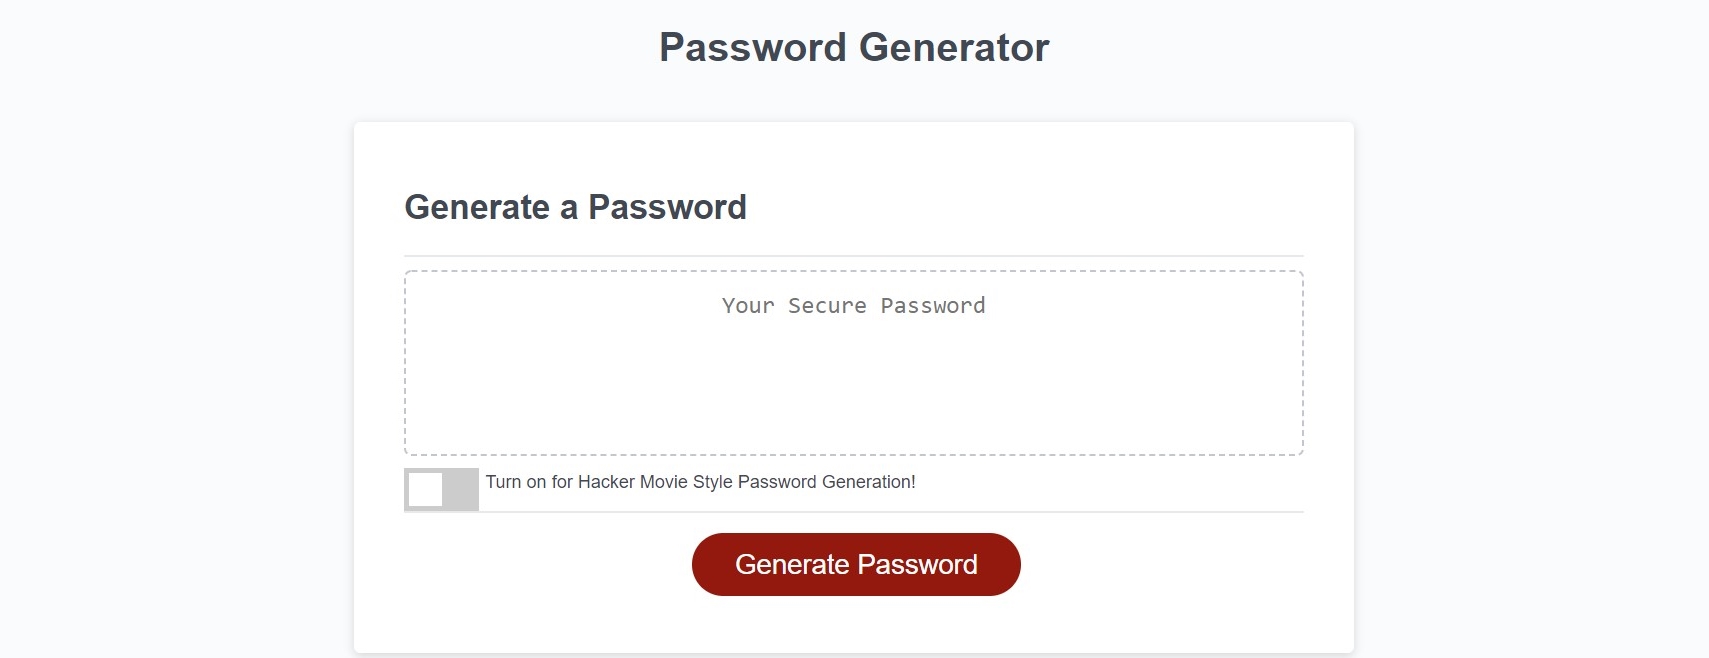 Password Generator
Generate a Password
Your Secure Password
Turn on for Hacker Movie Style Password Generation!
Generate Password